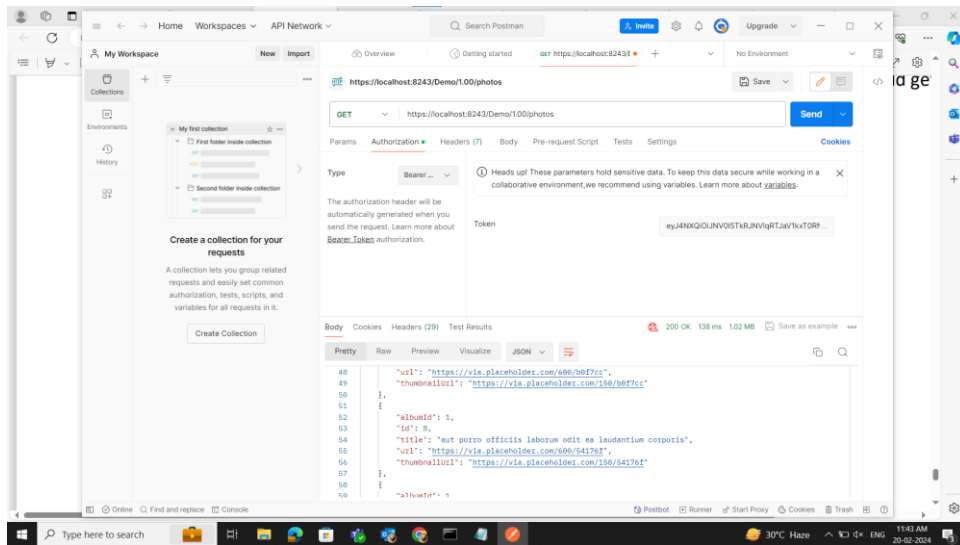 Home Workspaces API Network Search Postman Invite Upgrade
My Workspace New Import Overview Getting started GET https://localhost:8243/ No Environment
Collections
Environments
History
My first collection
First folder inside collection
Second folder inside collection
Create a collection for your
requests
A collection lets you group related
requests and easily set common
authorization, tests, scripts, and
variables for all requests in it.
Create Collection
HTTP https://localhost:8243/Demo/1.00/photos Save
GET https://localhost:8243/Demo/1.00/photos Send
Params Authorization Headers (7) Body Pre-request Script Tests Settings Cookies
Type Bearer ...
The authorization header will be
automatically generated when you
send the request. Learn more about
Bearer Token authorization.
Heads up! These parameters hold sensitive data. To keep this data secure while working in a
collaborative environment,we recommend using variables. Learn more about variables.
Token
Body Cookies Headers (29) Test Results 200 OK 138 ms 1.02 MB Save as example
Pretty Raw Preview Visualize JSON
48 "url": "https://via.placeholder.com/600/b0f7cc",
49 "thumbnailUrl": "https://via.placeholder.com/150/b0f7cc"
50 },
51 {
52 "albumId": 1,
53 "id": 8,
54 "title": "aut porro officiis laborum odit ea laudantium corporis",
55 "url": "https://via.placeholder.com/600/54176f",
56 "thumbnailUrl": "https://via.placeholder.com/150/54176f"
57 },
58 {
59 "albumId": 1
Online Find and replace Console Postbot Runner Start Proxy Cookies Trash
Type here to search 30°C Haze ENG 11:43 AM
20-02-2024